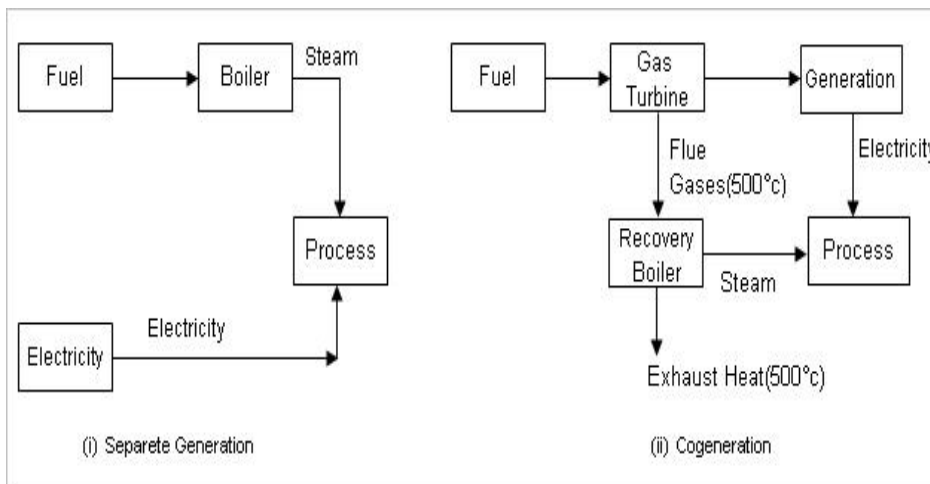 Steam
Fuel
Boiler
Process
Electricity
Electricity
(i) Separete Generation
Fuel
Gas
Turbine
Generation
Flue
Gases(500°c)
Electricity
Recovery
Boiler
Steam
Process
Exhaust Heat(500°c)
(ii) Cogeneration